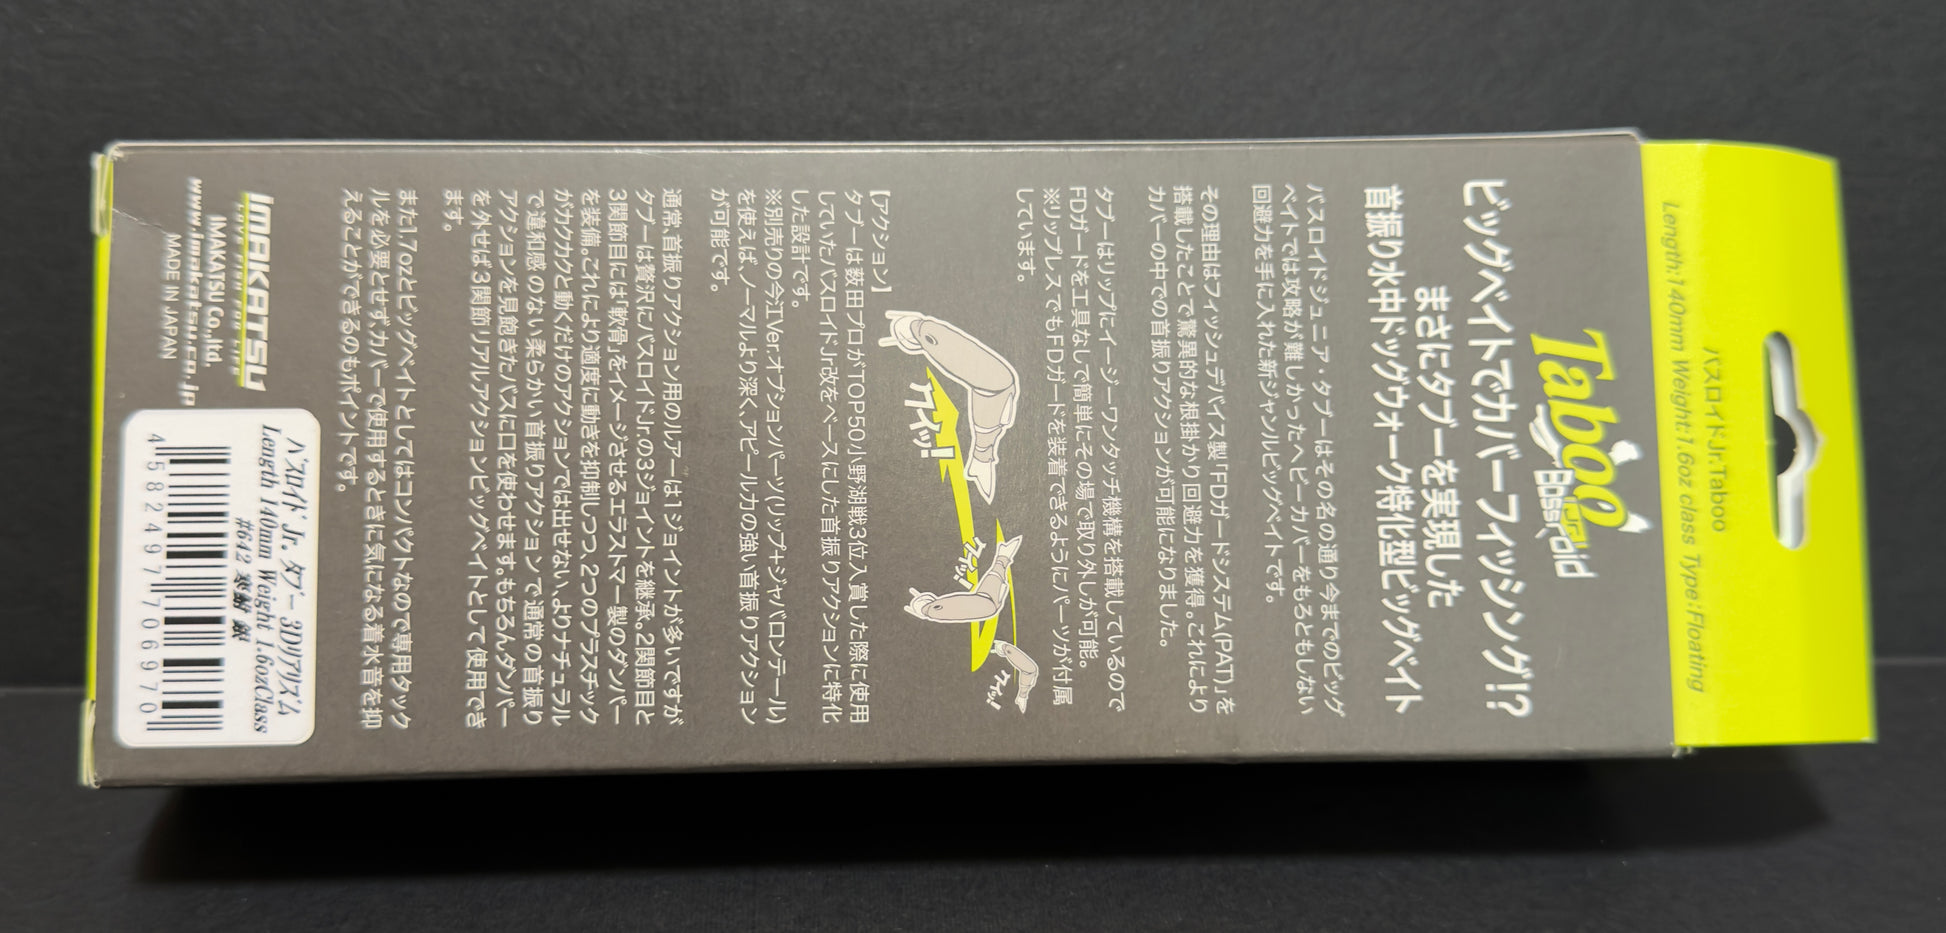 バスロイドJr.Taboo
Length:140mm Weight:1.6oz class Type:Floating
Taboo
Jr.
Bassroid
ビッグベイトでカバーフィッシング!?
まさにタブーを実現した
首振り水中ドッグウォーク特化型ビッグベイト
バスロイドジュニア・タブーはその名の通り今までのビッグ
ベイトでは攻略が難しかったヘビーカバーをもろともしない
回避力を手に入れた新ジャンルビッグベイトです。
その理由はフィッシュデバイス製「FDガードシステム(PAT)」を
搭載したことで驚異的な根掛かり回避力を獲得。これにより
カバーの中での首振りアクションが可能になりました。
タブーはリップにイージーワンタッチ機構を搭載しているので
FDガードを工具なしで簡単にその場で取り外しが可能。
※リップレスでもFDガードを装着できるようにパーツが付属
しています。
クイッ!
スイッ!
クイッ!
【アクション】
タブーは薮田プロがTOP50小野湖戦3位入賞した際に使用
していたバスロイドJr改をベースにした首振りアクションに特化
した設計です。
※別売りの今江Ver.オプションパーツ(リップ+ジャバロンテール)
を使えば、ノーマルより深く、アピール力の強い首振りアクション
が可能です。
通常、首振りアクション用のルアーは1ジョイントが多いですが
タブーは贅沢にバスロイドJr.の3ジョイントを継承、2関節目と
3関節目には「軟骨」をイメージさせるエラストマー製のダンパー
を装備。これにより適度に動きを抑制しつつ、2つのプラスチック
がカクカクと動くだけのアクションでは出せない、よりナチュラル
で違和感のない柔らかい首振りアクションで通常の首振り
アクションを見飽きたバスに口を使わせます。もちろんダンパー
を外せば3関節リアルアクションビッグベイトとして使用でき
ます。
また1.7ozとビッグベイトとしてはコンパクトなので専用タック
ルを必要とせず、カバーで使用するときに気になる着水音を抑
えることができるのもポイントです。
IMAKATSU
LIVE FISH FOR LIFE
IMAKATSU Co.,ltd.
www.imakatsu.co.jp
MADE IN JAPAN
バスロイド Jr. タブー 3Dリアリズム
Length 140mm Weight 1.6ozClass
#642 寒鮒 銀
4582497706970